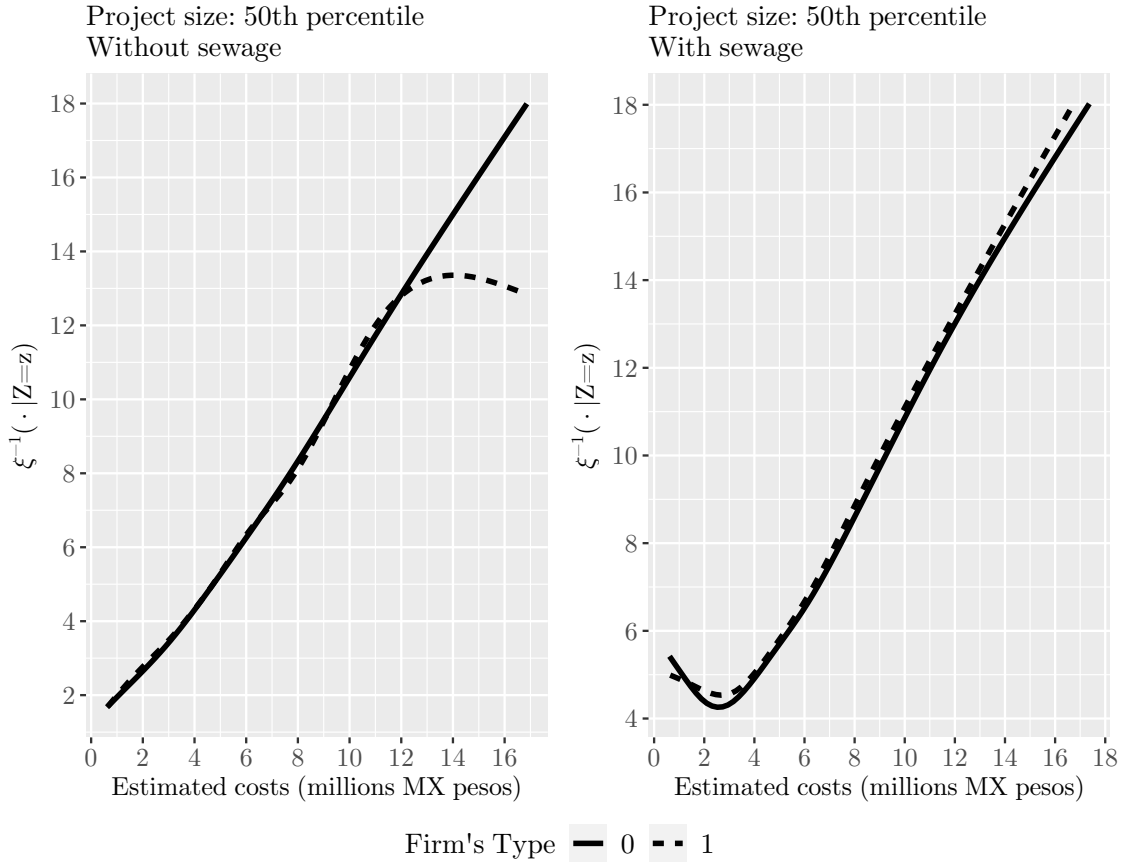 Project size: 50th percentile
Without sewage
18
16
14
12
10
8
6
4
2
ξ⁻¹( · |Z=z)
0 2 4 6 8 10 12 14 16
Estimated costs (millions MX pesos)
Project size: 50th percentile
With sewage
18
16
14
12
10
8
6
4
ξ⁻¹( · |Z=z)
0 2 4 6 8 10 12 14 16 18
Estimated costs (millions MX pesos)
Firm's Type 0 1